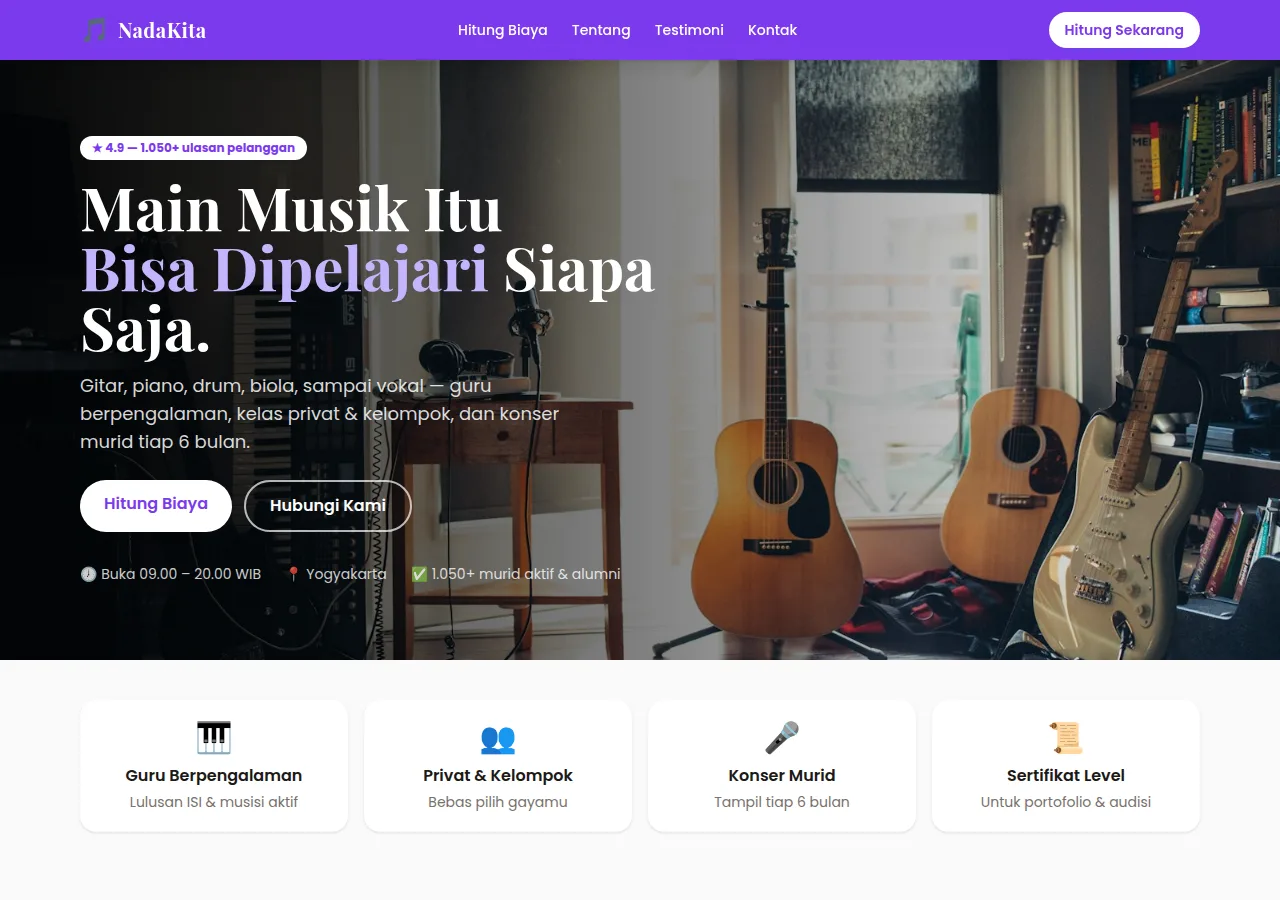 NadaKita
Hitung Biaya
Tentang
Testimoni
Kontak
Hitung Sekarang
★ 4.9 — 1.050+ ulasan pelanggan
Main Musik Itu
Bisa Dipelajari Siapa
Saja.
Gitar, piano, drum, biola, sampai vokal — guru
berpengalaman, kelas privat & kelompok, dan konser
murid tiap 6 bulan.
Hitung Biaya
Hubungi Kami
Buka 09.00 – 20.00 WIB
Yogyakarta
1.050+ murid aktif & alumni
Guru Berpengalaman
Lulusan ISI & musisi aktif
Privat & Kelompok
Bebas pilih gayamu
Konser Murid
Tampil tiap 6 bulan
Sertifikat Level
Untuk portofolio & audisi